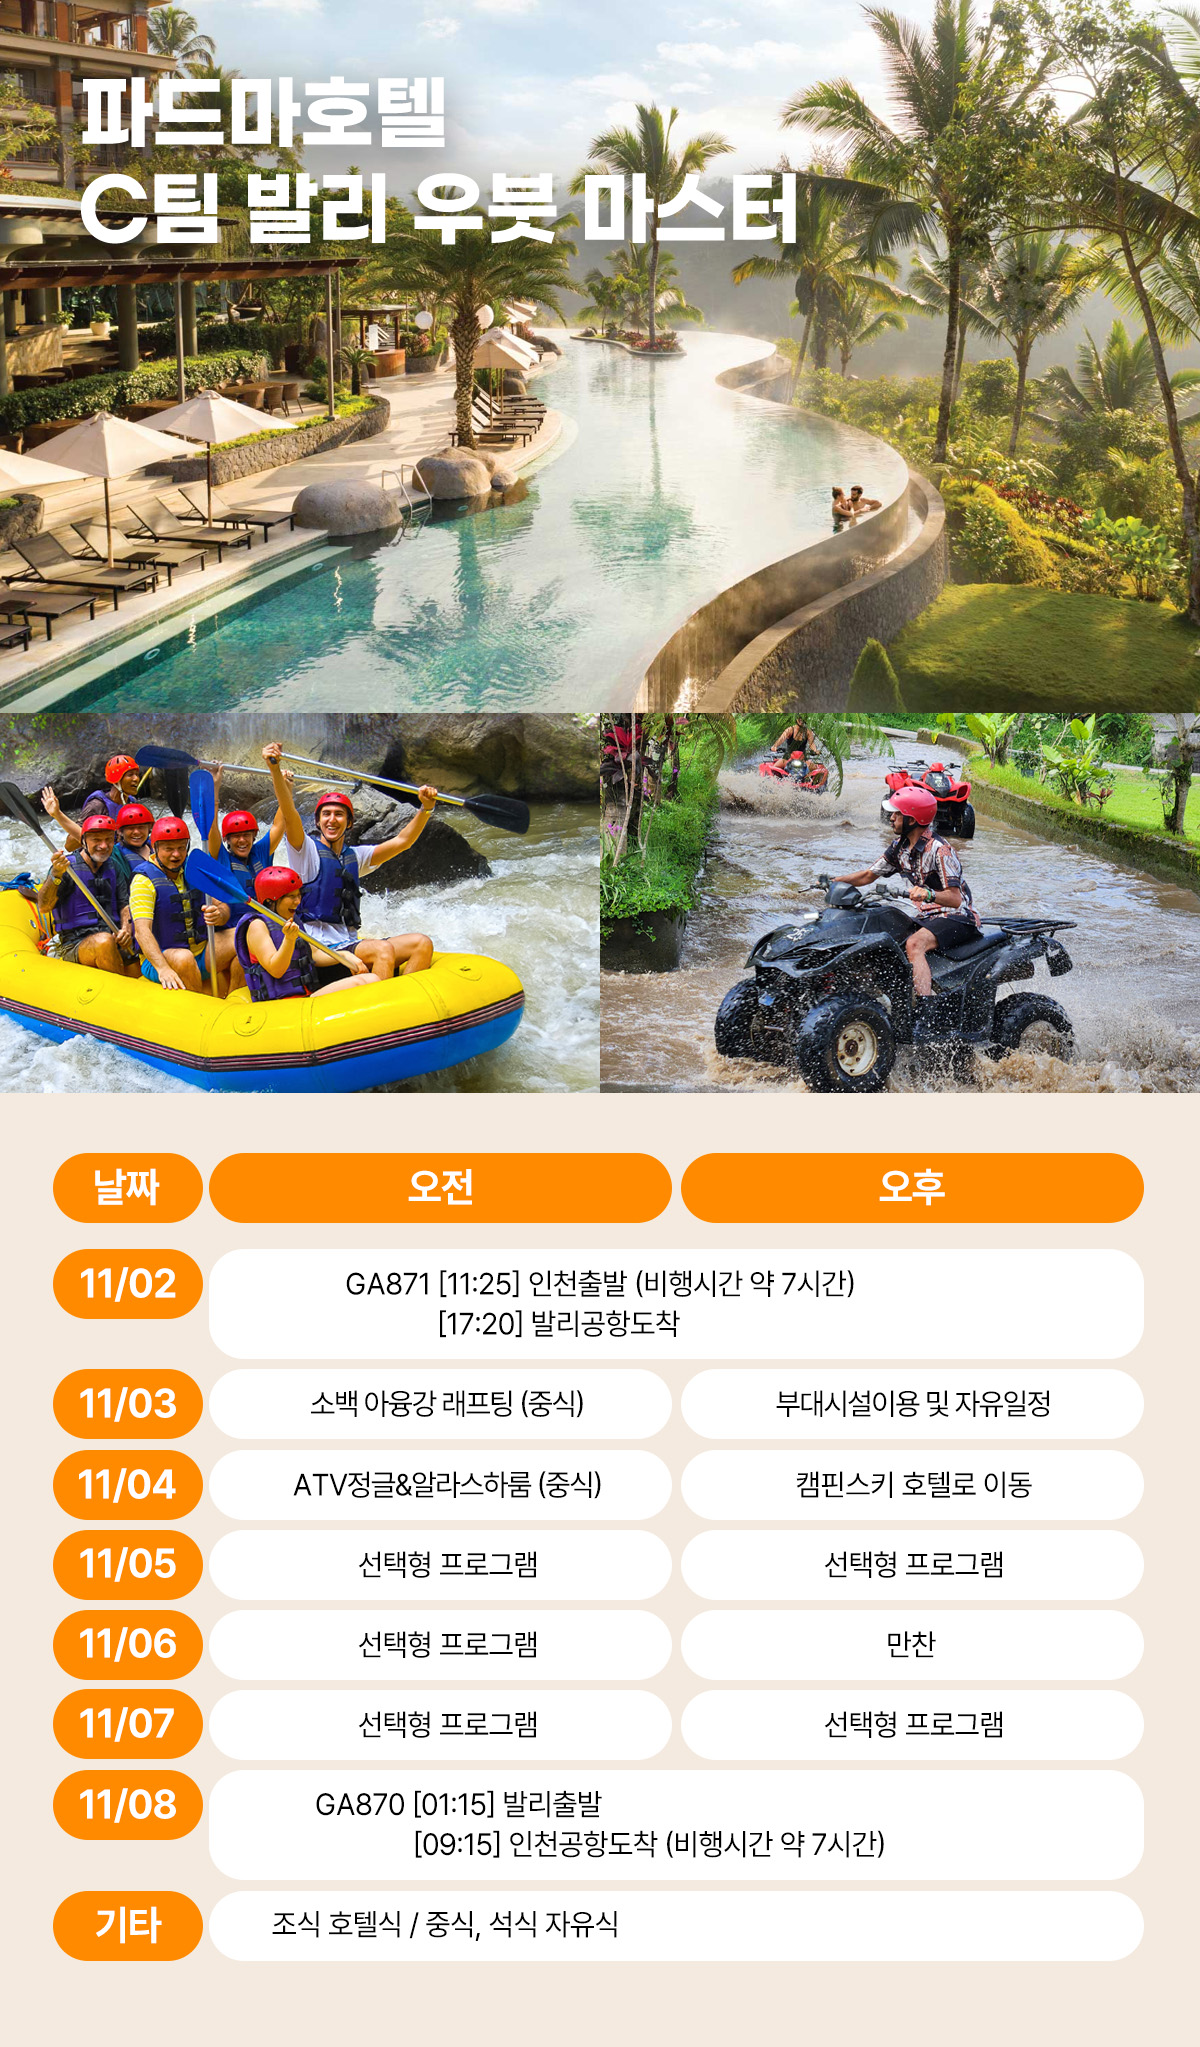 파드마호텔
C팀 발리 우붓 마스터
날짜 오전 오후
11/02 GA871 [11:25] 인천출발 (비행시간 약 7시간)
[17:20] 발리공항도착
11/03 소백 아융강 래프팅 (중식) 부대시설이용 및 자유일정
11/04 ATV정글&알라스하룸 (중식) 캠핀스키 호텔로 이동
11/05 선택형 프로그램 선택형 프로그램
11/06 선택형 프로그램 만찬
11/07 선택형 프로그램 선택형 프로그램
11/08 GA870 [01:15] 발리출발
[09:15] 인천공항도착 (비행시간 약 7시간)
기타 조식 호텔식 / 중식, 석식 자유식